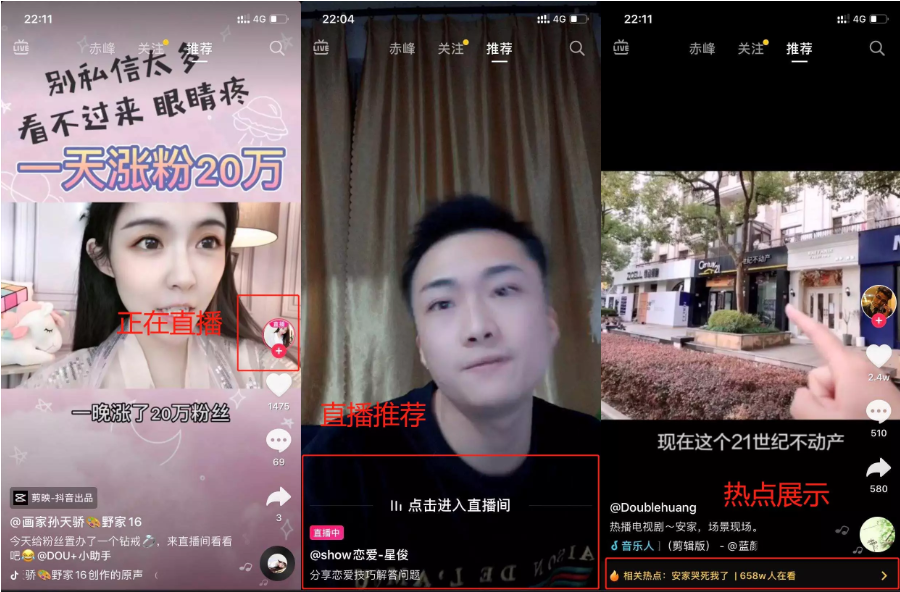 22:11
4G
LIVE
赤峰
关注
推荐
别私信太多
看不过来 眼睛疼
一天涨粉20万
正在直播
1475
一晚涨了20万粉丝
69
剪映-抖音出品
3
@画家孙天骄🎨野家16
今天给粉丝置办了一个钻戒💍,来直播间看看
吧😂@DOU+小助手
骄🎨野家16创作的原声
22:04
4G
LIVE
赤峰
关注
推荐
直播推荐
点击进入直播间
直播中
@show恋爱-星俊
分享恋爱技巧解答问题
22:11
4G
LIVE
赤峰
关注
推荐
Century 21
世纪不动产
2.4w
510
现在这个21世纪不动产
580
热点展示
@Doublehuang
热播电视剧～安家，场景现场。
音乐人 | (剪辑版) - @蓝颜
相关热点：安家哭死我了 | 658w人在看